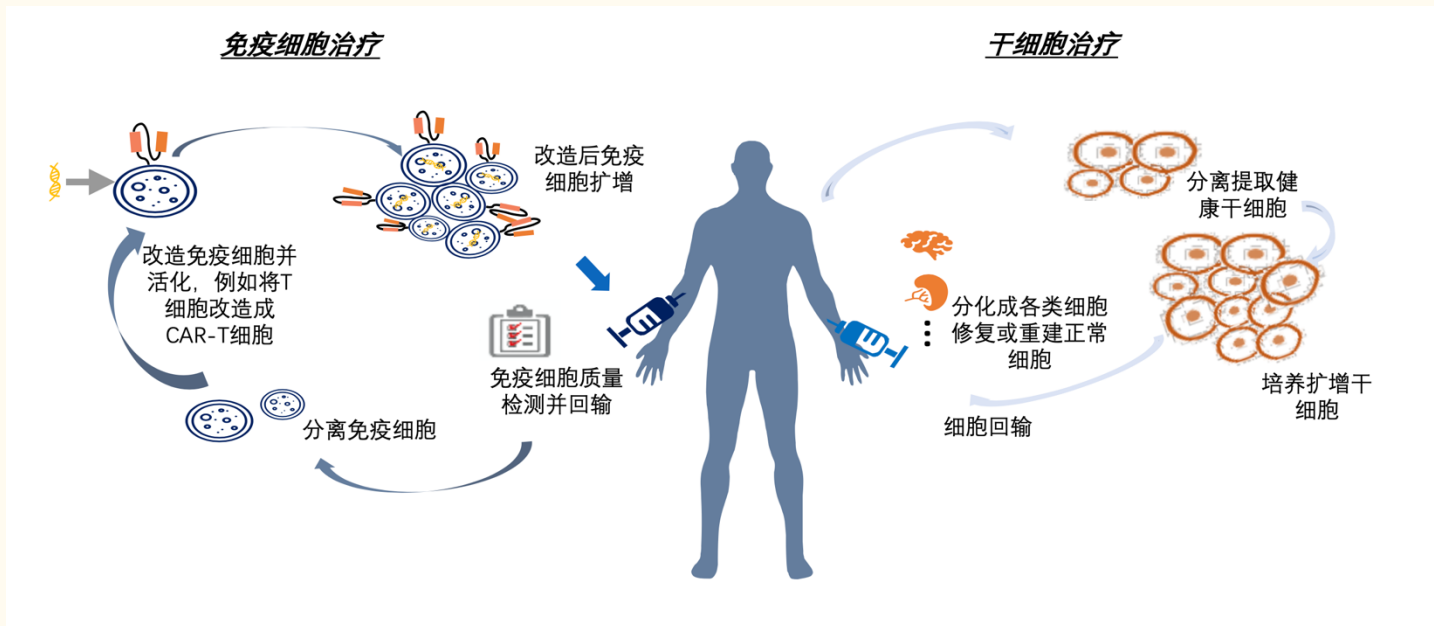 免疫细胞治疗
干细胞治疗
改造后免疫
细胞扩增
改造免疫细胞并
活化，例如将T
细胞改造成
CAR-T细胞
免疫细胞质量
检测并回输
分离免疫细胞
分离提取健
康干细胞
分化成各类细胞
修复或重建正常
细胞
培养扩增干
细胞
细胞回输